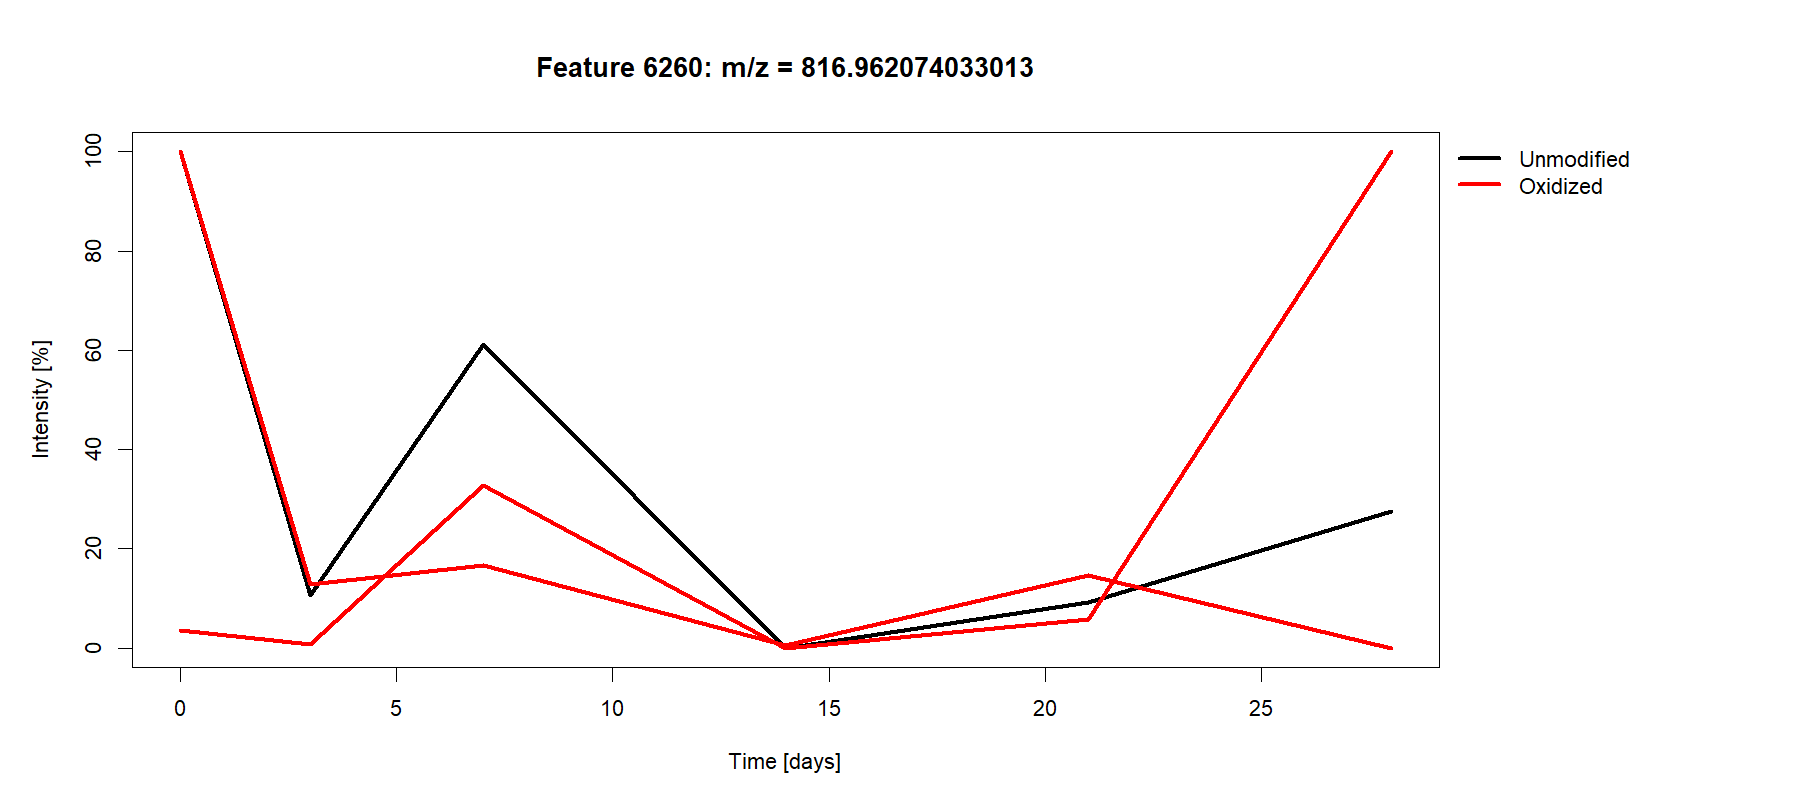 Feature 6260: m/z = 816.962074033013
Unmodified
Oxidized
Intensity [%]
100
80
60
40
20
0
0 5 10 15 20 25
Time [days]